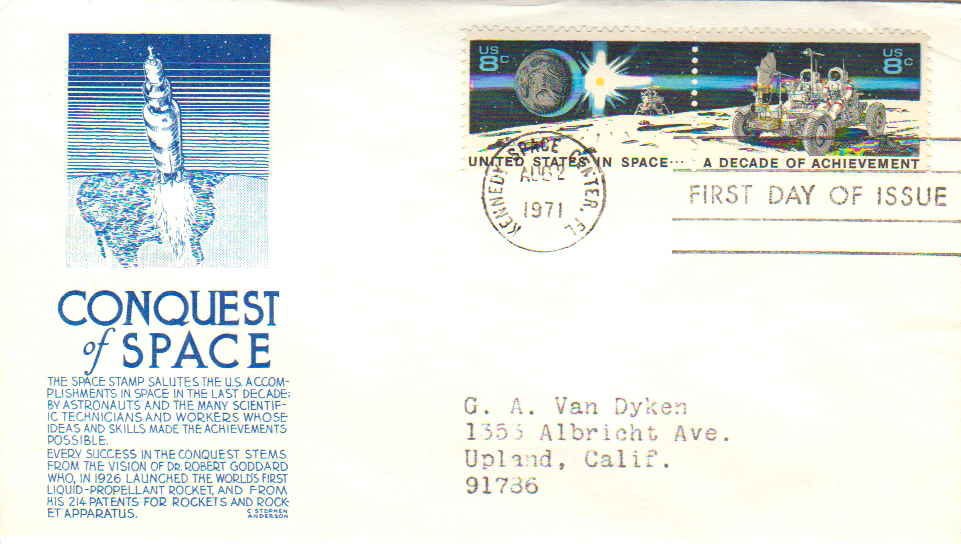 US
8c
US
8c
UNITED STATES IN SPACE... A DECADE OF ACHIEVEMENT
KENNEDY SPACE CENTER, FL
AUG 2
1971
FIRST DAY OF ISSUE
CONQUEST
of SPACE
THE SPACE STAMP SALUTES THE U.S. ACCOM-
PLISHMENTS IN SPACE IN THE LAST DECADE;
BY ASTRONAUTS AND THE MANY SCIENTIF-
IC TECHNICIANS AND WORKERS WHOSE
IDEAS AND SKILLS MADE THE ACHIEVEMENTS
POSSIBLE.
EVERY SUCCESS IN THE CONQUEST STEMS
FROM THE VISION OF DR. ROBERT GODDARD
WHO, IN 1926 LAUNCHED THE WORLD'S FIRST
LIQUID-PROPELLANT ROCKET, AND FROM
HIS 214 PATENTS FOR ROCKETS AND ROCK-
ET APPARATUS.
C STEPHEN
ANDERSON
G. A. Van Dyken
1353 Albricht Ave.
Upland, Calif.
91786